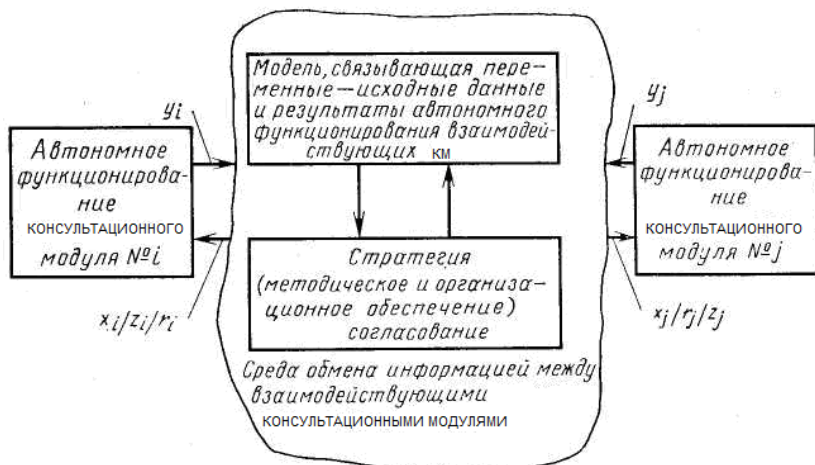 Модель, связывающая пере-
менные—исходные данные
и результаты автономного
функционирования взаимодей-
ствующих КМ
yi
Автономное
функционирова-
ние
КОНСУЛЬТАЦИОННОГО
модуля №i
xi/zi/ri
Стратегия
(методическое и организа-
ционное обеспечение)
согласование
Среда обмена информацией между
взаимодействующими
КОНСУЛЬТАЦИОННЫМИ МОДУЛЯМИ
yj
Автономное
функционирова-
ние
КОНСУЛЬТАЦИОННОГО
модуля №j
xj/rj/zj